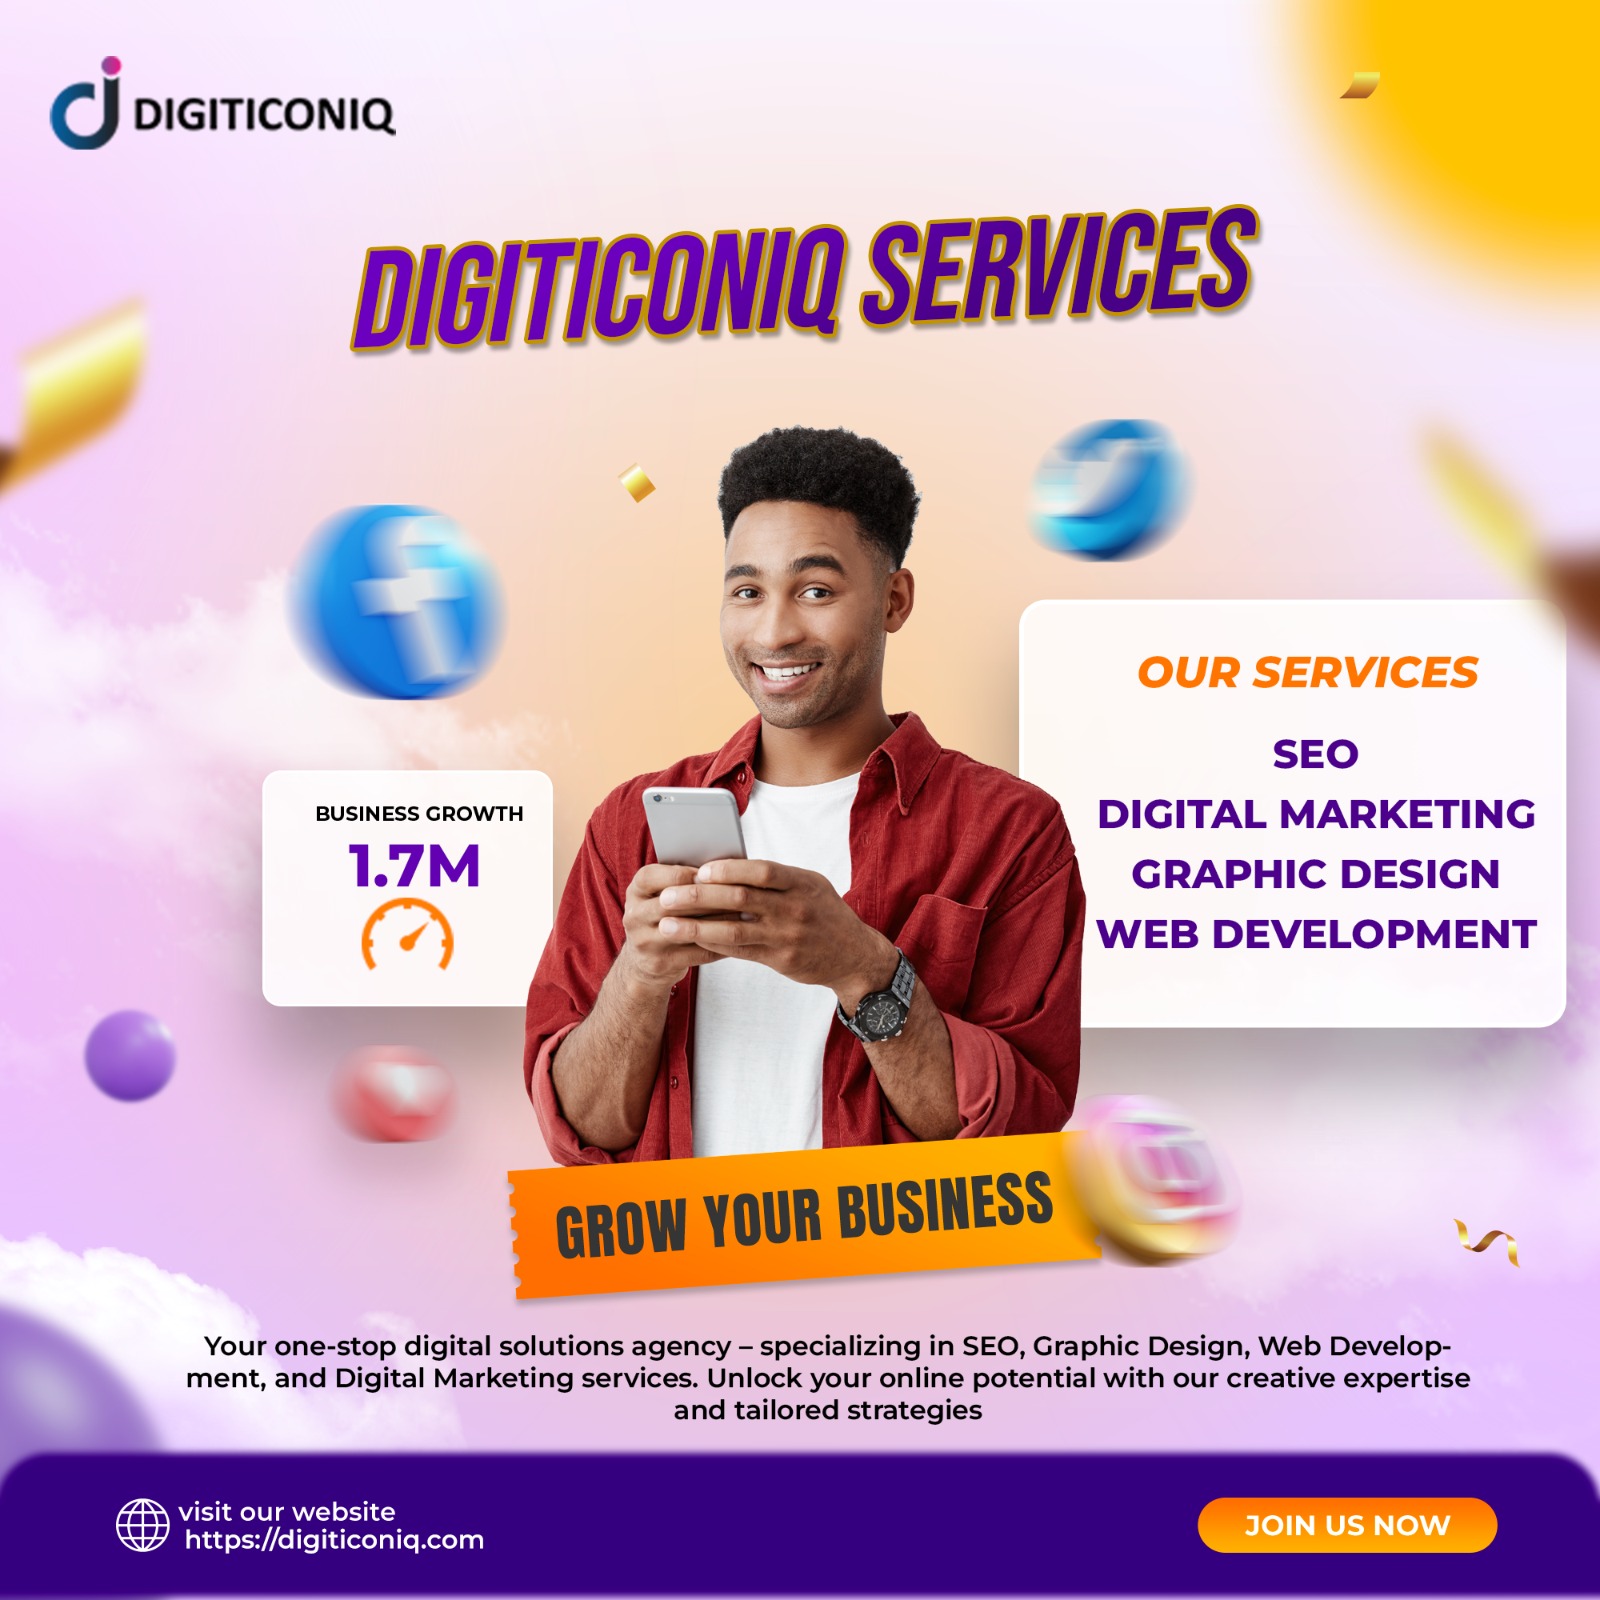 DIGITICONIQ
DIGITICONIQ SERVICES
OUR SERVICES
SEO
DIGITAL MARKETING
GRAPHIC DESIGN
WEB DEVELOPMENT
BUSINESS GROWTH
1.7M
GROW YOUR BUSINESS
Your one-stop digital solutions agency – specializing in SEO, Graphic Design, Web Develop-
ment, and Digital Marketing services. Unlock your online potential with our creative expertise
and tailored strategies
visit our website
https://digiticoniq.com
JOIN US NOW